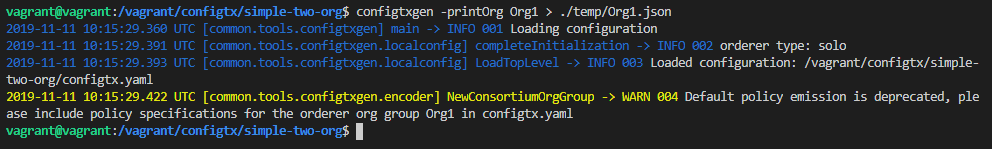 vagrant@vagrant:/vagrant/configtx/simple-two-org$ configtxgen -printOrg Org1 > ./temp/Org1.json
2019-11-11 10:15:29.360 UTC [common.tools.configtxgen] main -> INFO 001 Loading configuration
2019-11-11 10:15:29.391 UTC [common.tools.configtxgen.localconfig] completeInitialization -> INFO 002 orderer type: solo
2019-11-11 10:15:29.393 UTC [common.tools.configtxgen.localconfig] LoadTopLevel -> INFO 003 Loaded configuration: /vagrant/configtx/simple-
two-org/configtx.yaml
2019-11-11 10:15:29.422 UTC [common.tools.configtxgen.encoder] NewConsortiumOrgGroup -> WARN 004 Default policy emission is deprecated, ple
ase include policy specifications for the orderer org group Org1 in configtx.yaml
vagrant@vagrant:/vagrant/configtx/simple-two-org$